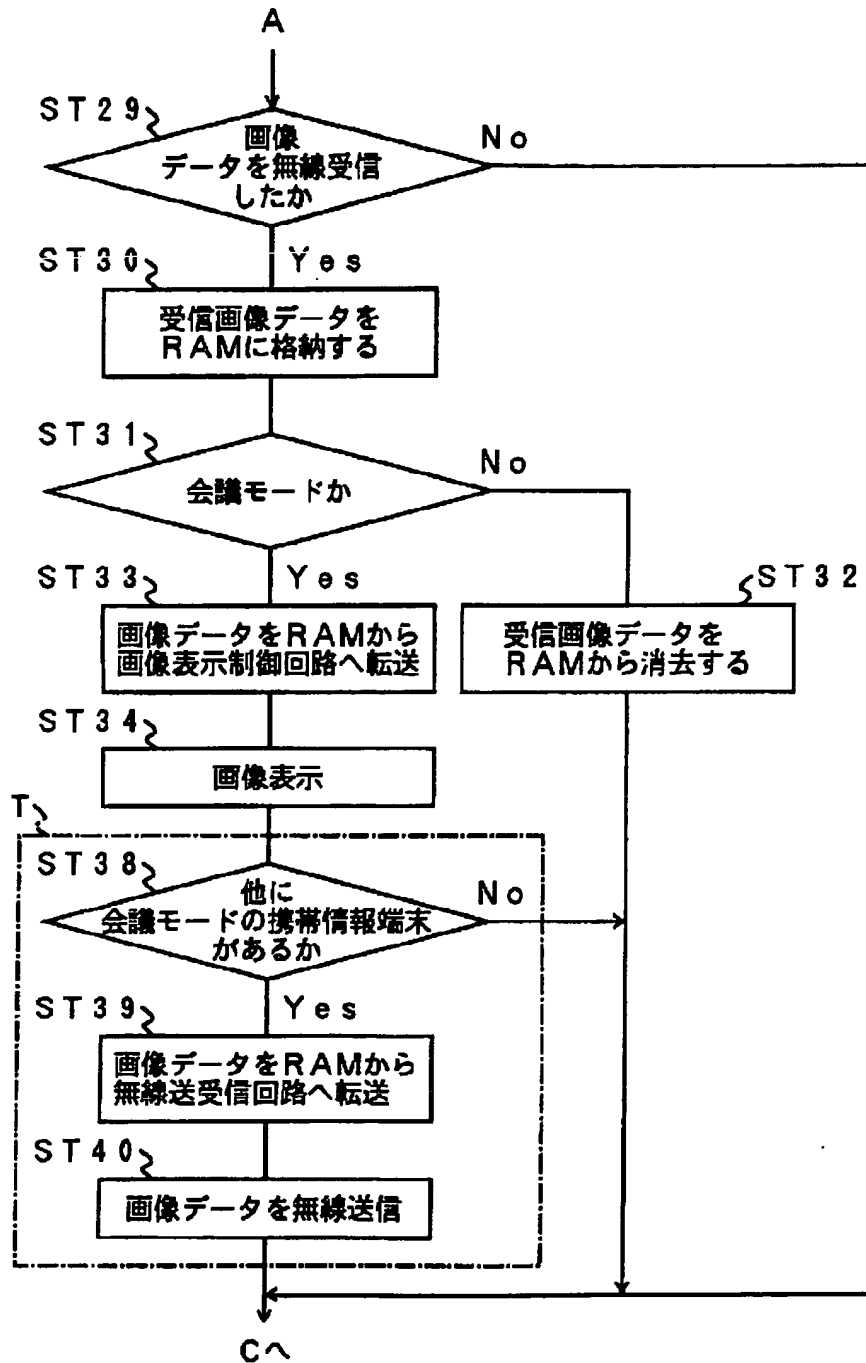 A
ST29
画像
データを無線受信
したか
No
Yes
ST30
受信画像データを
RAMに格納する
ST31
会議モードか
No
Yes
ST33
画像データをRAMから
画像表示制御回路へ転送
ST32
受信画像データを
RAMから消去する
ST34
画像表示
T
ST38
他に
会議モードの携帯情報端末
があるか
No
Yes
ST39
画像データをRAMから
無線送受信回路へ転送
ST40
画像データを無線送信
Cへ